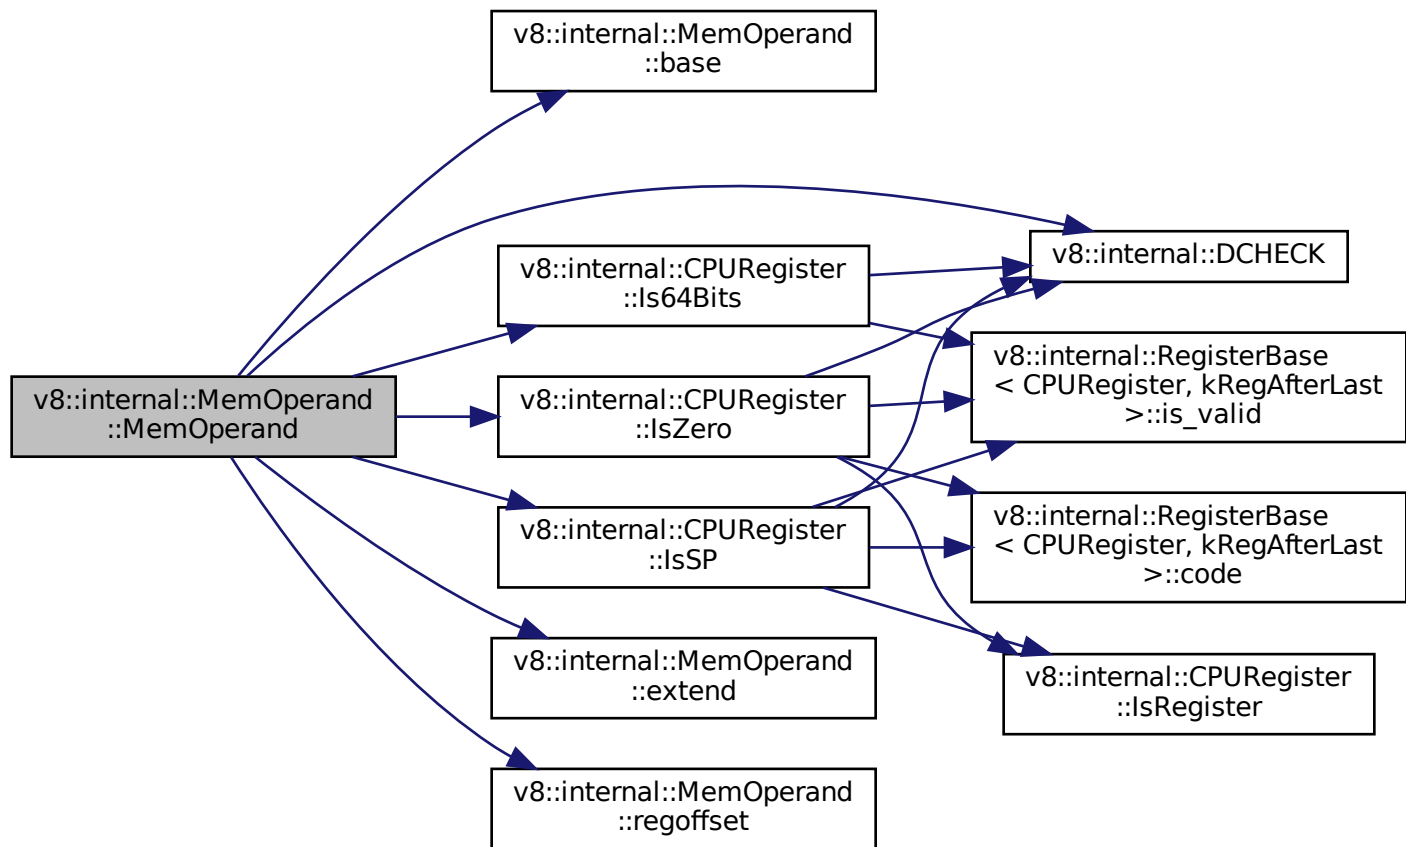 v8::internal::MemOperand
::base
v8::internal::DCHECK
v8::internal::CPURegister
::Is64Bits
v8::internal::RegisterBase
< CPURegister, kRegAfterLast
>::is_valid
v8::internal::MemOperand
::MemOperand
v8::internal::CPURegister
::IsZero
v8::internal::RegisterBase
< CPURegister, kRegAfterLast
>::code
v8::internal::CPURegister
::IsSP
v8::internal::MemOperand
::extend
v8::internal::CPURegister
::IsRegister
v8::internal::MemOperand
::regoffset